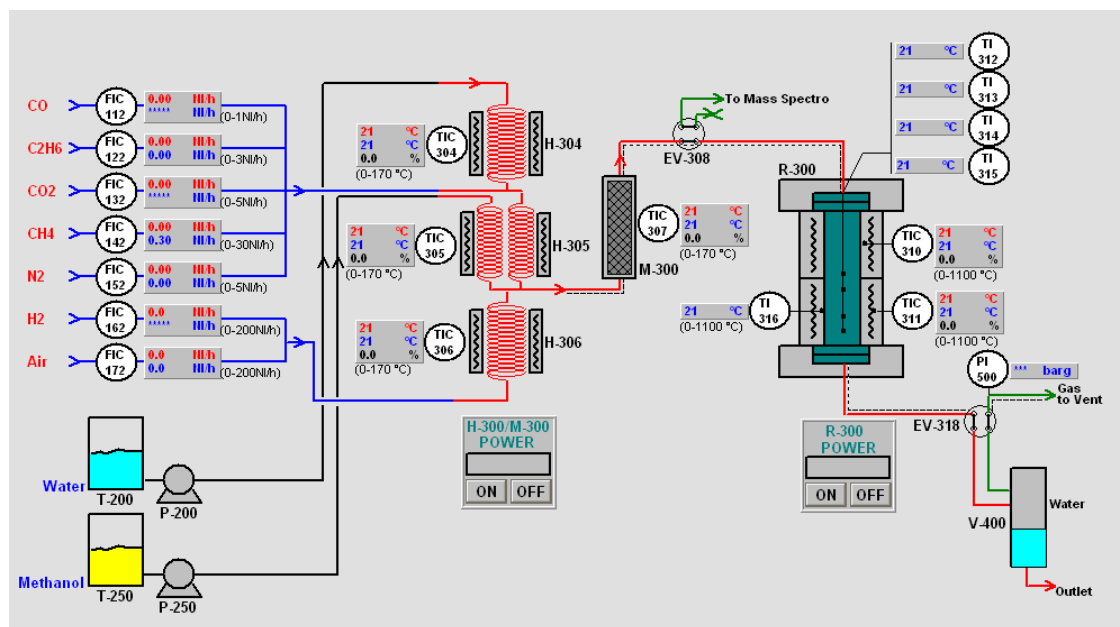 CO
FIC
112
0.00 Nl/h
***** Nl/h
(0-1Nl/h)
C2H6
FIC
122
0.00 Nl/h
0.00 Nl/h
(0-3Nl/h)
CO2
FIC
132
0.00 Nl/h
***** Nl/h
(0-5Nl/h)
CH4
FIC
142
0.00 Nl/h
0.30 Nl/h
(0-30Nl/h)
N2
FIC
152
0.00 Nl/h
0.00 Nl/h
(0-5Nl/h)
H2
FIC
162
0.0 Nl/h
***** Nl/h
(0-200Nl/h)
Air
FIC
172
0.0 Nl/h
0.0 Nl/h
(0-200Nl/h)
Water
T-200
P-200
Methanol
T-250
P-250
21 °C
21 °C
0.0 %
(0-170 °C)
TIC
304
H-304
21 °C
21 °C
0.0 %
(0-170 °C)
TIC
305
H-305
21 °C
21 °C
0.0 %
(0-170 °C)
TIC
306
H-306
H-300/M-300
POWER
ON OFF
To Mass Spectro
EV-308
TIC
307
21 °C
21 °C
0.0 %
(0-170 °C)
M-300
21 °C
TI
312
21 °C
TI
313
21 °C
TI
314
21 °C
TI
315
R-300
TIC
310
21 °C
21 °C
0.0 %
(0-1100 °C)
21 °C
(0-1100 °C)
TI
316
TIC
311
21 °C
21 °C
0.0 %
(0-1100 °C)
R-300
POWER
ON OFF
PI
500
*** barg
Gas
to Vent
EV-318
V-400
Water
Outlet